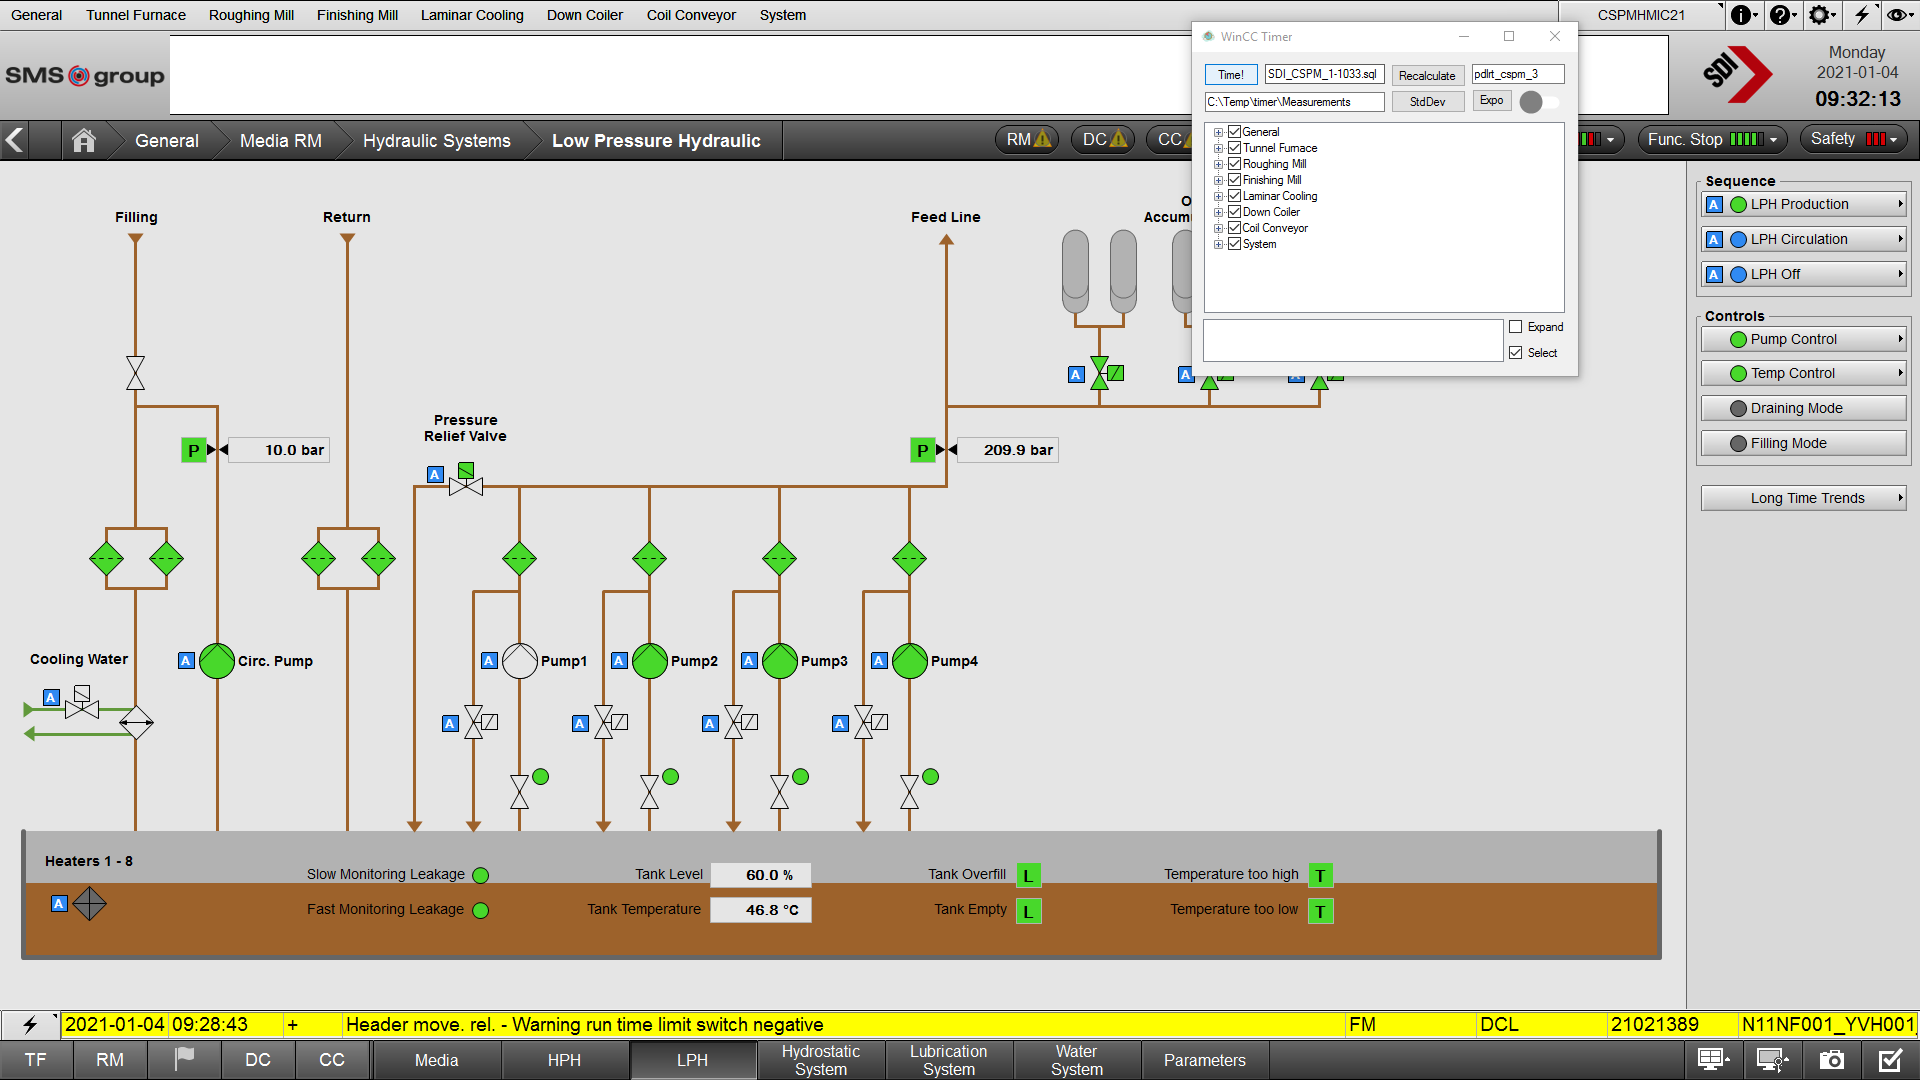 General Tunnel Furnace Roughing Mill Finishing Mill Laminar Cooling Down Coiler Coil Conveyor System CSPMHMIC21
WinCC Timer
SMS group
Time! SDI_CSPM_1-1033.sql Recalculate pdlrt_cspm_3
C:\Temp\timer\Measurements StdDev Expo
SDI
Monday
2021-01-04
09:32:13
General Media RM Hydraulic Systems Low Pressure Hydraulic RM DC CC Func. Stop Safety
General
Tunnel Furnace
Roughing Mill
Finishing Mill
Laminar Cooling
Down Coiler
Coil Conveyor
System
Expand
Select
Sequence
A LPH Production
A LPH Circulation
A LPH Off
Controls
Pump Control
Temp Control
Draining Mode
Filling Mode
Long Time Trends
Filling Return Feed Line
A A A
Pressure
Relief Valve
P 10.0 bar P 209.9 bar
A
Cooling Water A Circ. Pump A Pump1 A Pump2 A Pump3 A Pump4
A A A A A
Heaters 1 - 8
Slow Monitoring Leakage Tank Level 60.0 % Tank Overfill L Temperature too high T
A Fast Monitoring Leakage Tank Temperature 46.8 °C Tank Empty L Temperature too low T
2021-01-04 09:28:43 + Header move. rel. - Warning run time limit switch negative FM DCL 21021389 N11NF001_YVH001
TF RM DC CC Media HPH LPH Hydrostatic System Lubrication System Water System Parameters